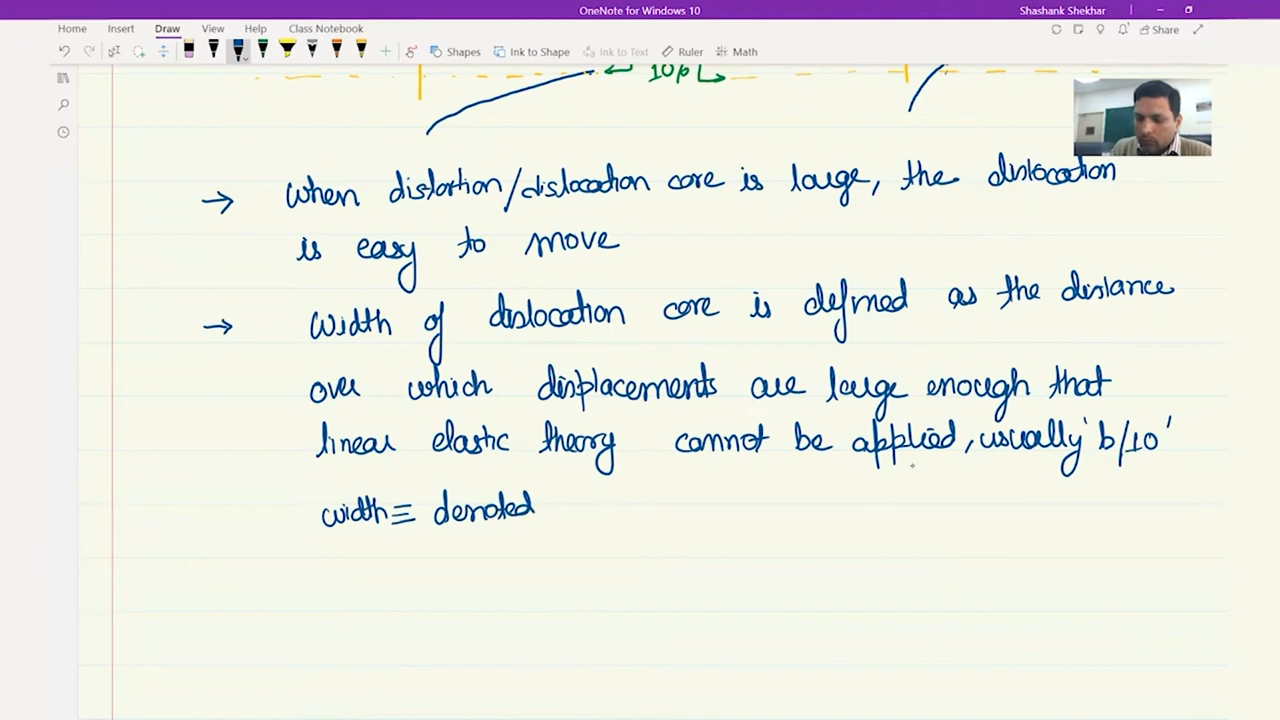 OneNote for Windows 10
Shashank Shekhar
Home Insert Draw View Help Class Notebook
Share
Shapes Ink to Shape Ink to Text Ruler Math
→ When distortion/dislocation core is large, the dislocation
is easy to move
→ Width of dislocation core is defined as the distance
over which displacements are large enough that
linear elastic theory cannot be applied, usually 'b/10'
width ≡ denoted